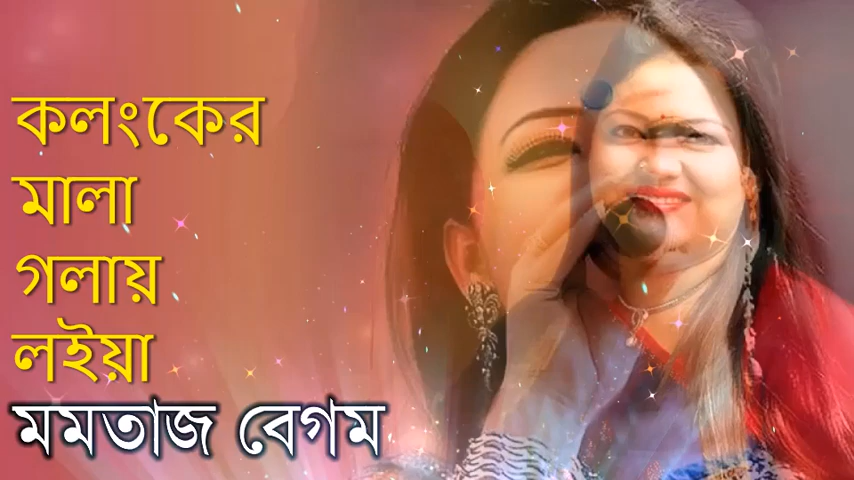 কলংকের
মালা
গলায়
লইয়া
মমতাজ বেগম